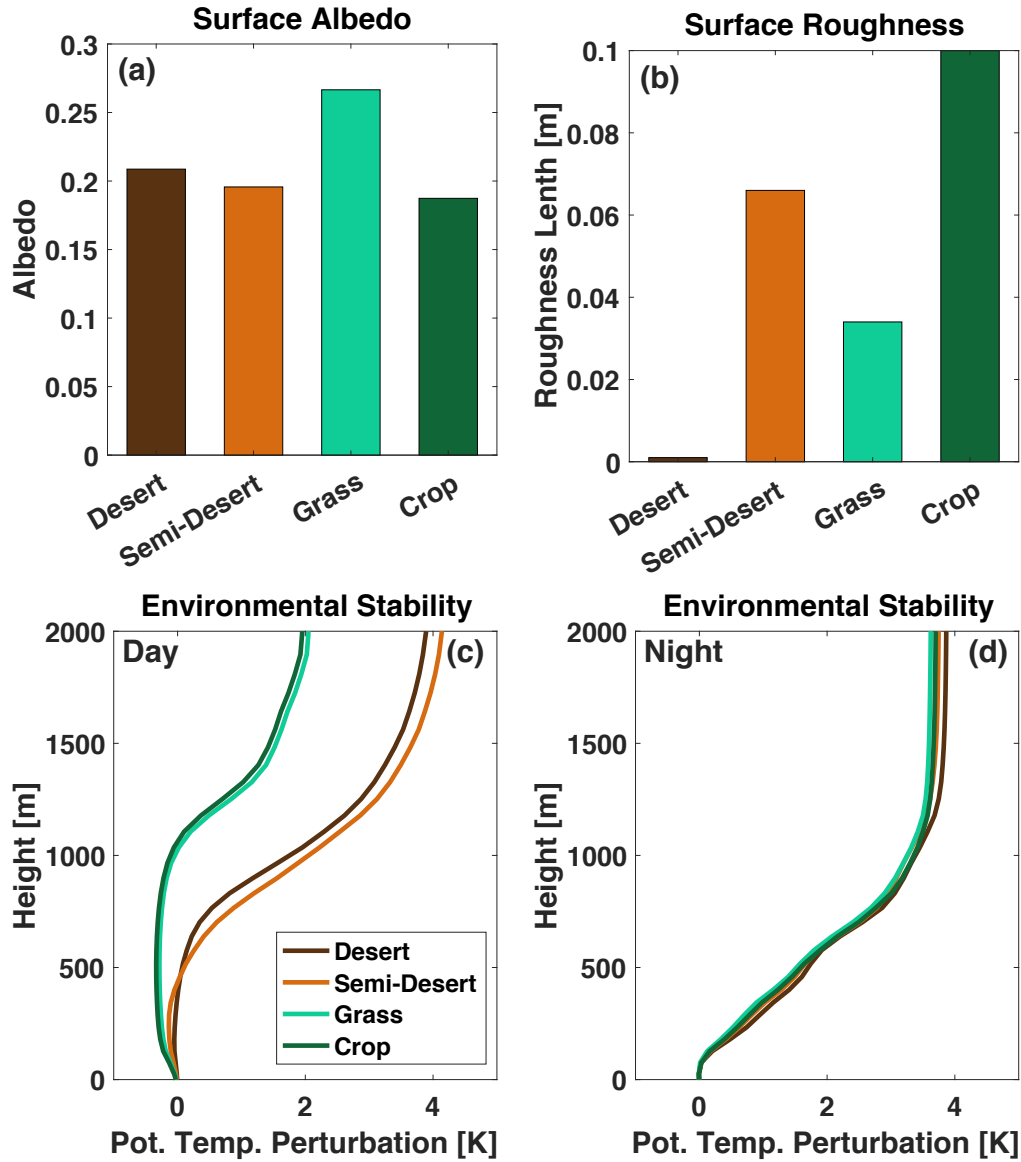 Surface Albedo
(a)
Albedo
0.3
0.25
0.2
0.15
0.1
0.05
0
Desert
Semi-Desert
Grass
Crop
Surface Roughness
(b)
Roughness Lenth [m]
0.1
0.08
0.06
0.04
0.02
0
Desert
Semi-Desert
Grass
Crop
Environmental Stability
Day
(c)
Height [m]
2000
1500
1000
500
0
Desert
Semi-Desert
Grass
Crop
0 2 4
Pot. Temp. Perturbation [K]
Environmental Stability
Night
(d)
Height [m]
2000
1500
1000
500
0
0 2 4
Pot. Temp. Perturbation [K]